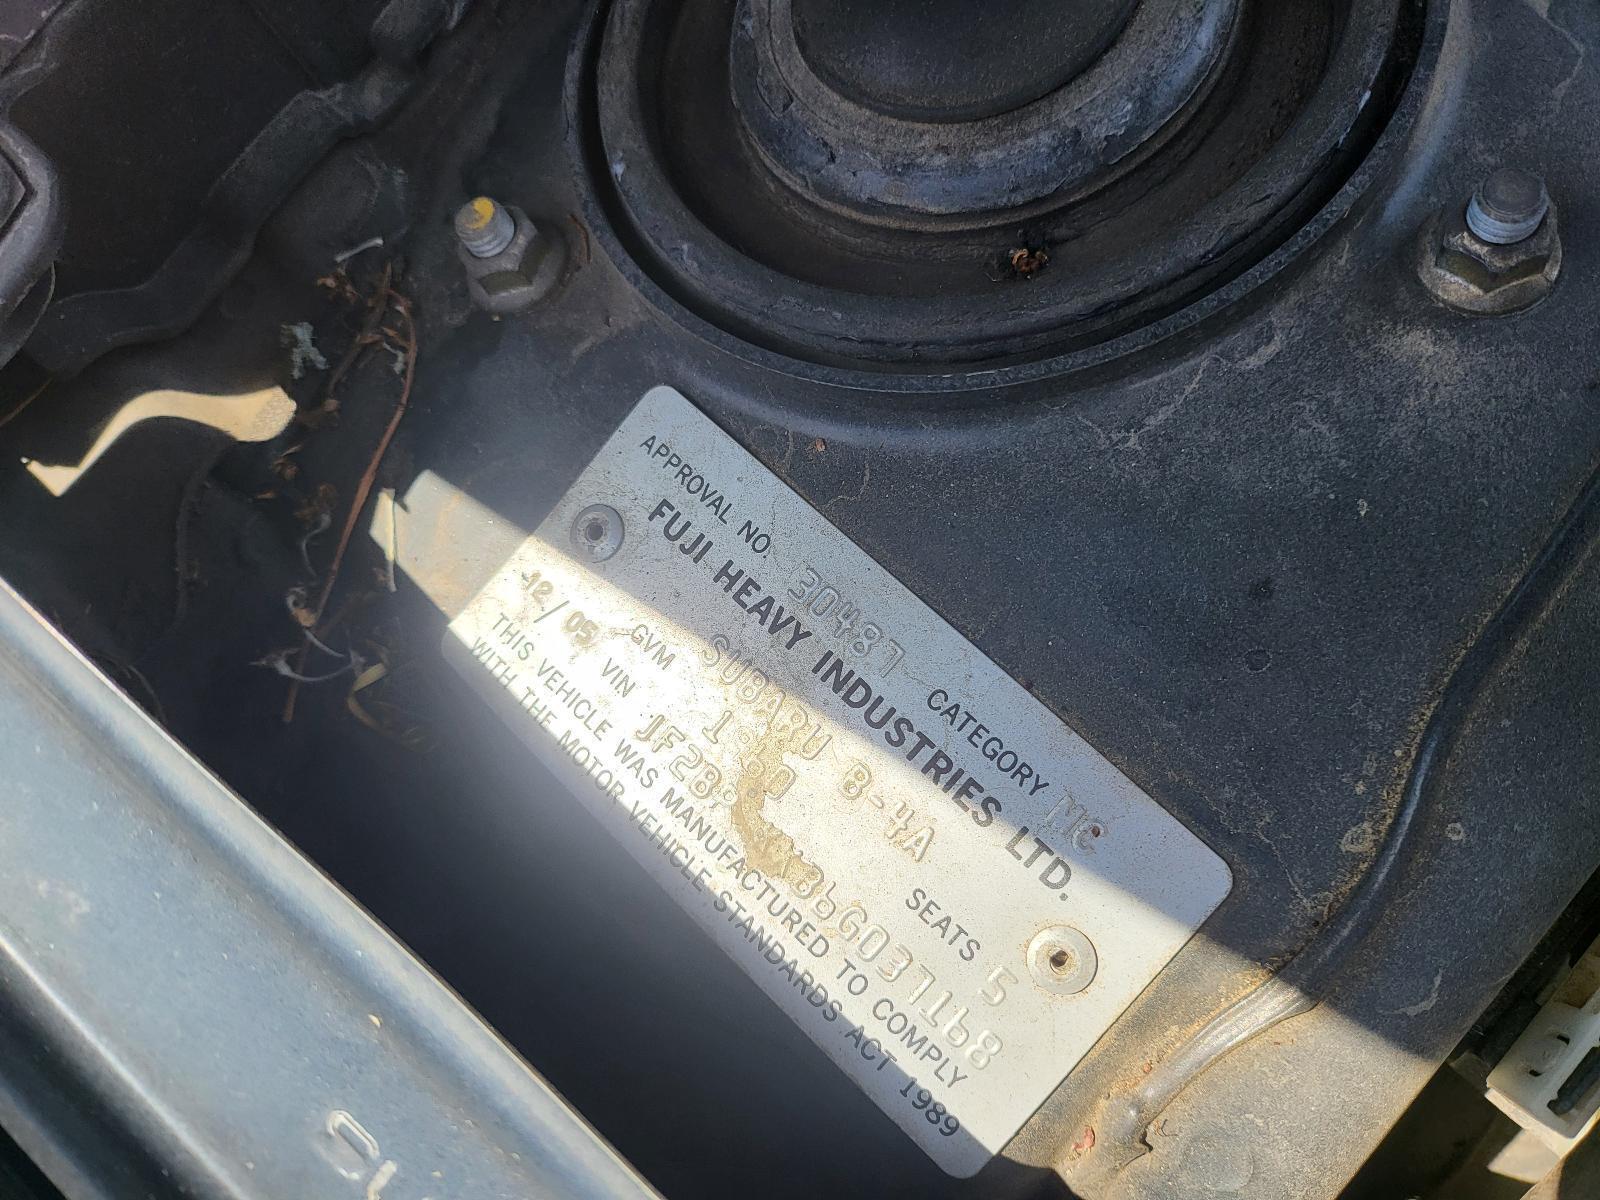 APPROVAL NO. 30487 CATEGORY MC
FUJI HEAVY INDUSTRIES LTD.
SUBARU B-4A
12/05 GVM SEATS 5
VIN
THIS VEHICLE WAS MANUFACTURED TO COMPLY
WITH THE MOTOR VEHICLE STANDARDS ACT 1989